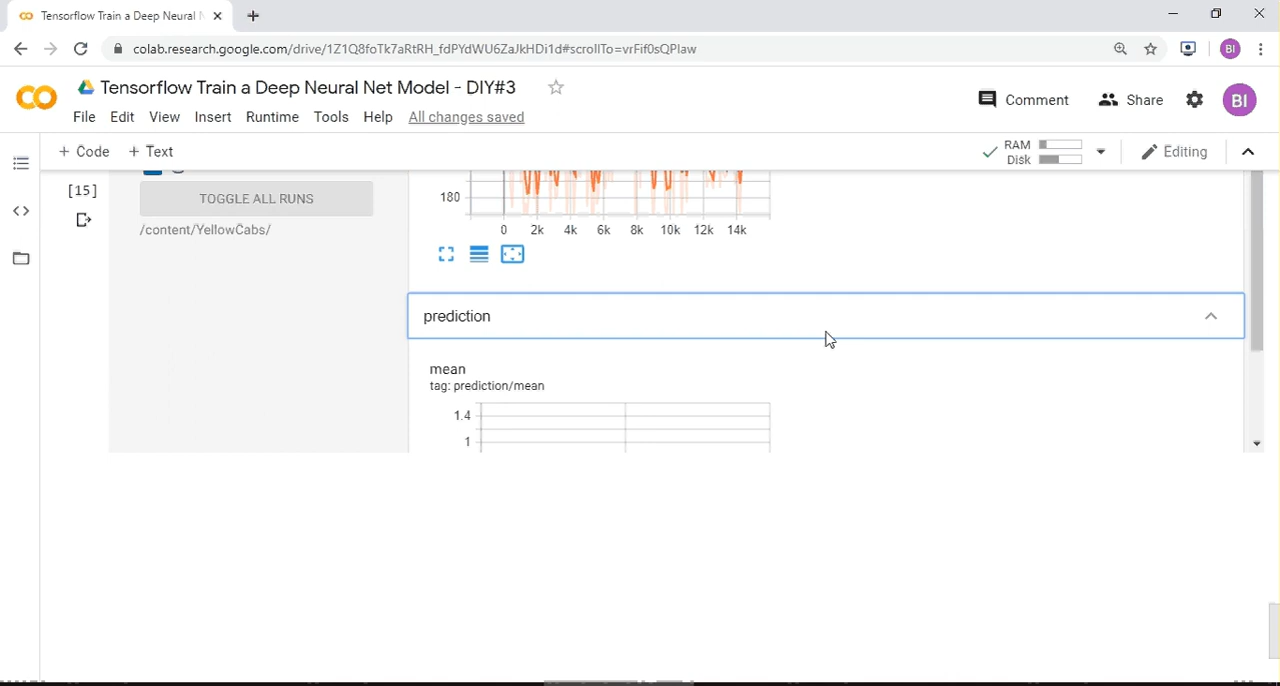 Tensorflow Train a Deep Neural N
colab.research.google.com/drive/1Z1Q8foTk7aRtRH_fdPYdWU6ZaJkHDi1d#scrollTo=vrFif0sQPlaw
BI
Tensorflow Train a Deep Neural Net Model - DIY#3
File Edit View Insert Runtime Tools Help All changes saved
Comment
Share
BI
+ Code + Text
RAM
Disk
Editing
[15]
TOGGLE ALL RUNS
/content/YellowCabs/
180
0 2k 4k 6k 8k 10k 12k 14k
prediction
mean
tag: prediction/mean
1.4
1